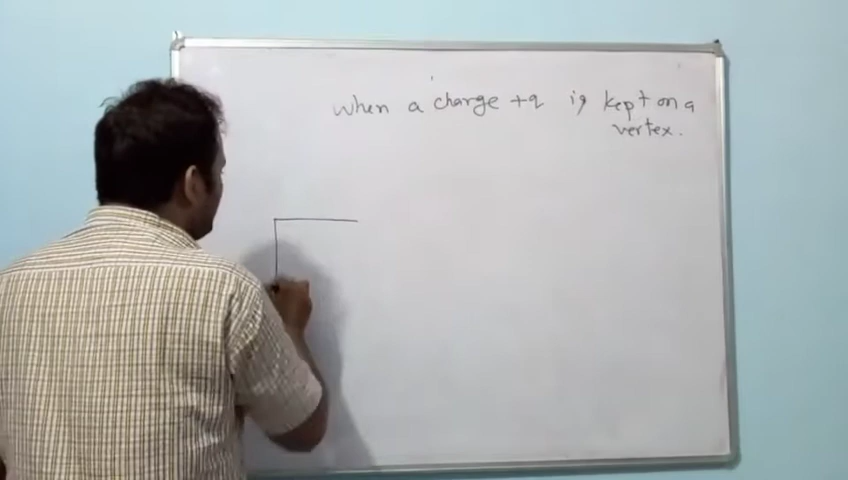 when a charge +q is kept on a
vertex.